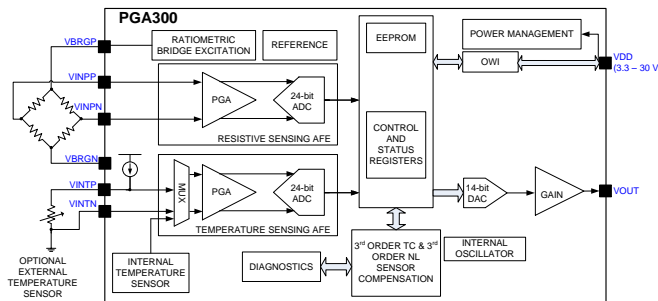 PGA300
VBRGP
RATIOMETRIC
BRIDGE EXCITATION
REFERENCE
EEPROM
POWER MANAGEMENT
OWI
VDD
(3.3 – 30 V)
VINPP
VINPN
PGA
24-bit
ADC
RESISTIVE SENSING AFE
CONTROL
AND
STATUS
REGISTERS
VBRGN
VINTP
VINTN
MUX
PGA
24-bit
ADC
TEMPERATURE SENSING AFE
14-bit
DAC
GAIN
VOUT
OPTIONAL
EXTERNAL
TEMPERATURE
SENSOR
INTERNAL
TEMPERATURE
SENSOR
DIAGNOSTICS
3rd ORDER TC & 3rd
ORDER NL
SENSOR
COMPENSATION
INTERNAL
OSCILLATOR